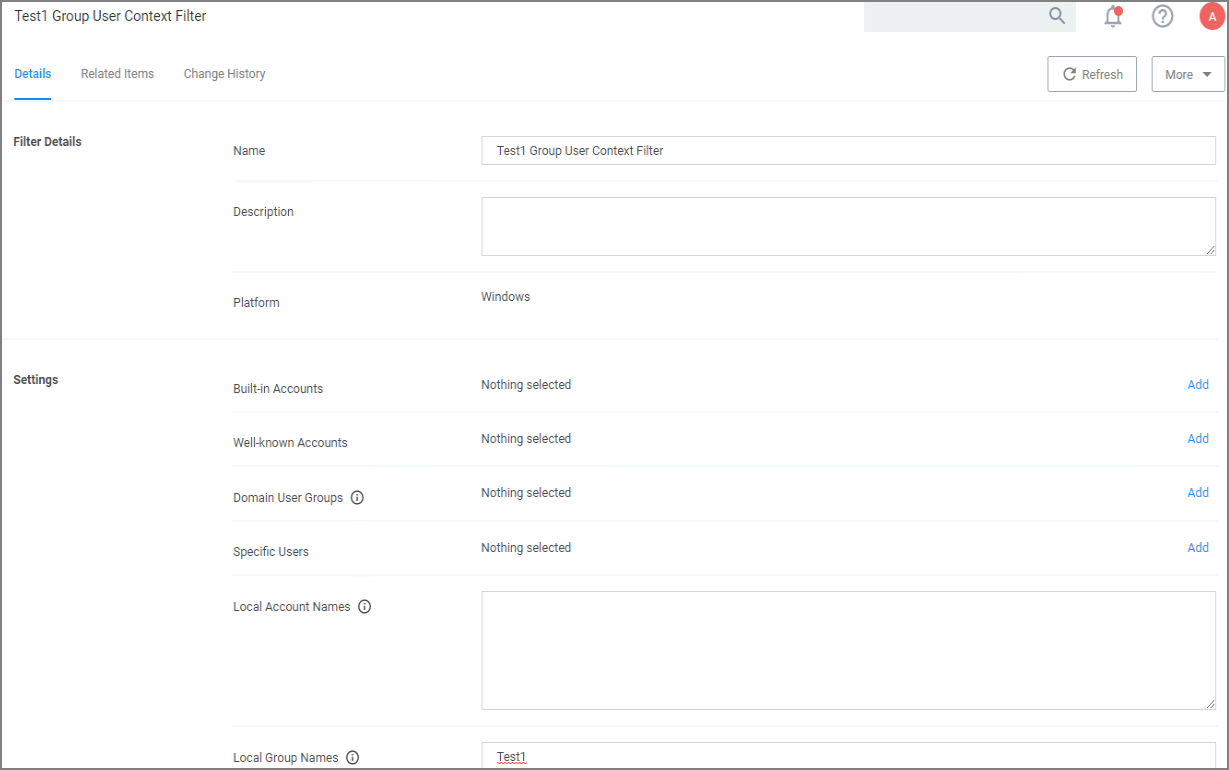 Test1 Group User Context Filter
A
Details Related Items Change History
Refresh More
Filter Details
Name Test1 Group User Context Filter
Description
Platform Windows
Settings
Built-in Accounts Nothing selected Add
Well-known Accounts Nothing selected Add
Domain User Groups Nothing selected Add
Specific Users Nothing selected Add
Local Account Names
Local Group Names Test1